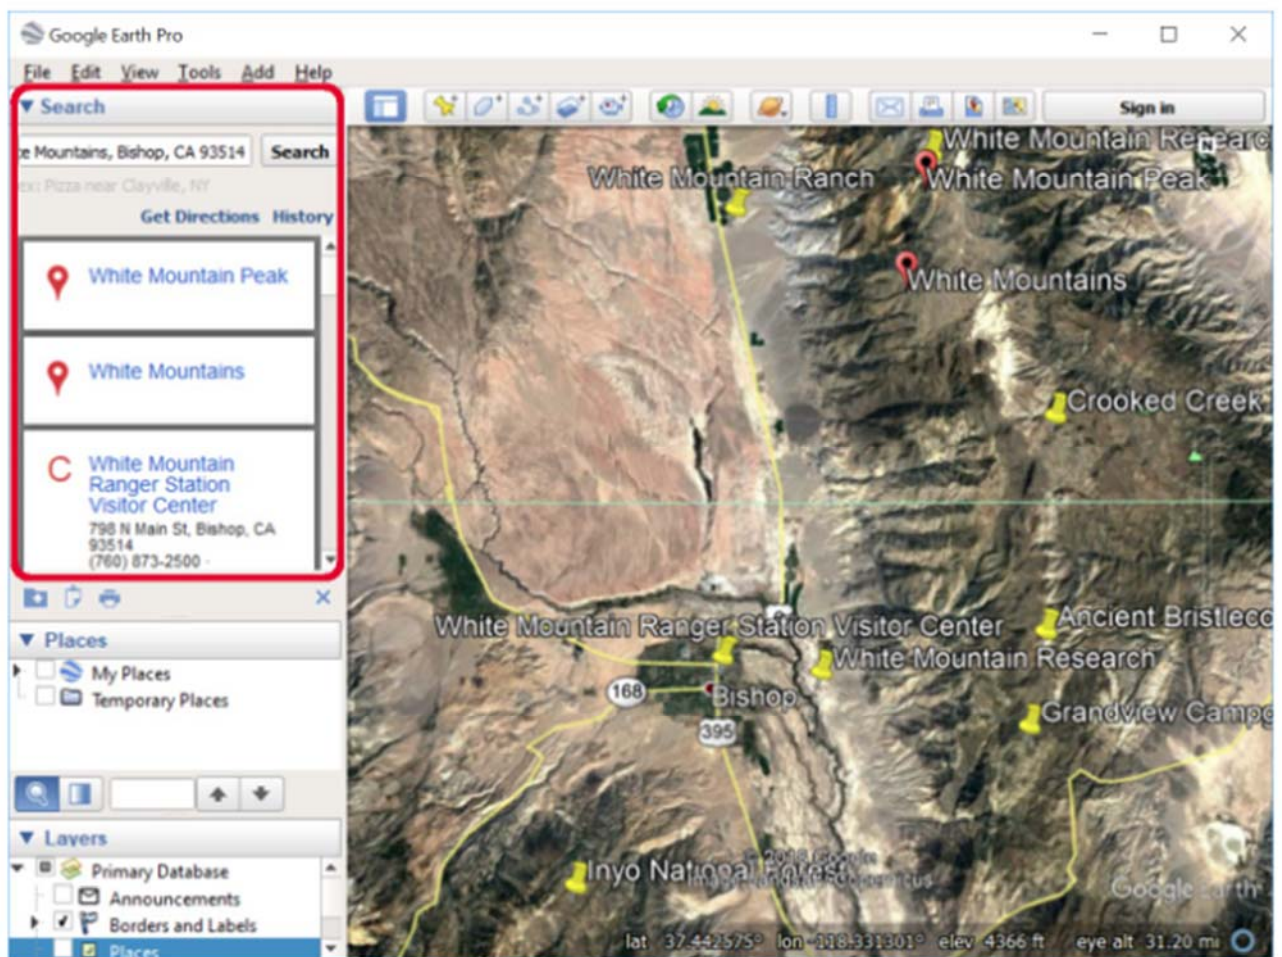 Google Earth Pro
File Edit View Tools Add Help
Search
Sign in
e Mountains, Bishop, CA 93514 Search
ex: Pizza near Clayville, NY
Get Directions History
White Mountain Peak
White Mountains
C White Mountain
Ranger Station
Visitor Center
798 N Main St, Bishop, CA
93514
(760) 873-2500 ·
Places
My Places
Temporary Places
Layers
Primary Database
Announcements
Borders and Labels
Places
White Mountain Researc
N
White Mountain Ranch
White Mountain Peak
White Mountains
Crooked Creek
Ancient Bristleco
White Mountain Ranger Station Visitor Center
White Mountain Research
168
Bishop
Grandview Campg
395
Inyo National Forest
Google Earth
lat 37.442575° lon -118.331301° elev 4366 ft eye alt 31.20 mi